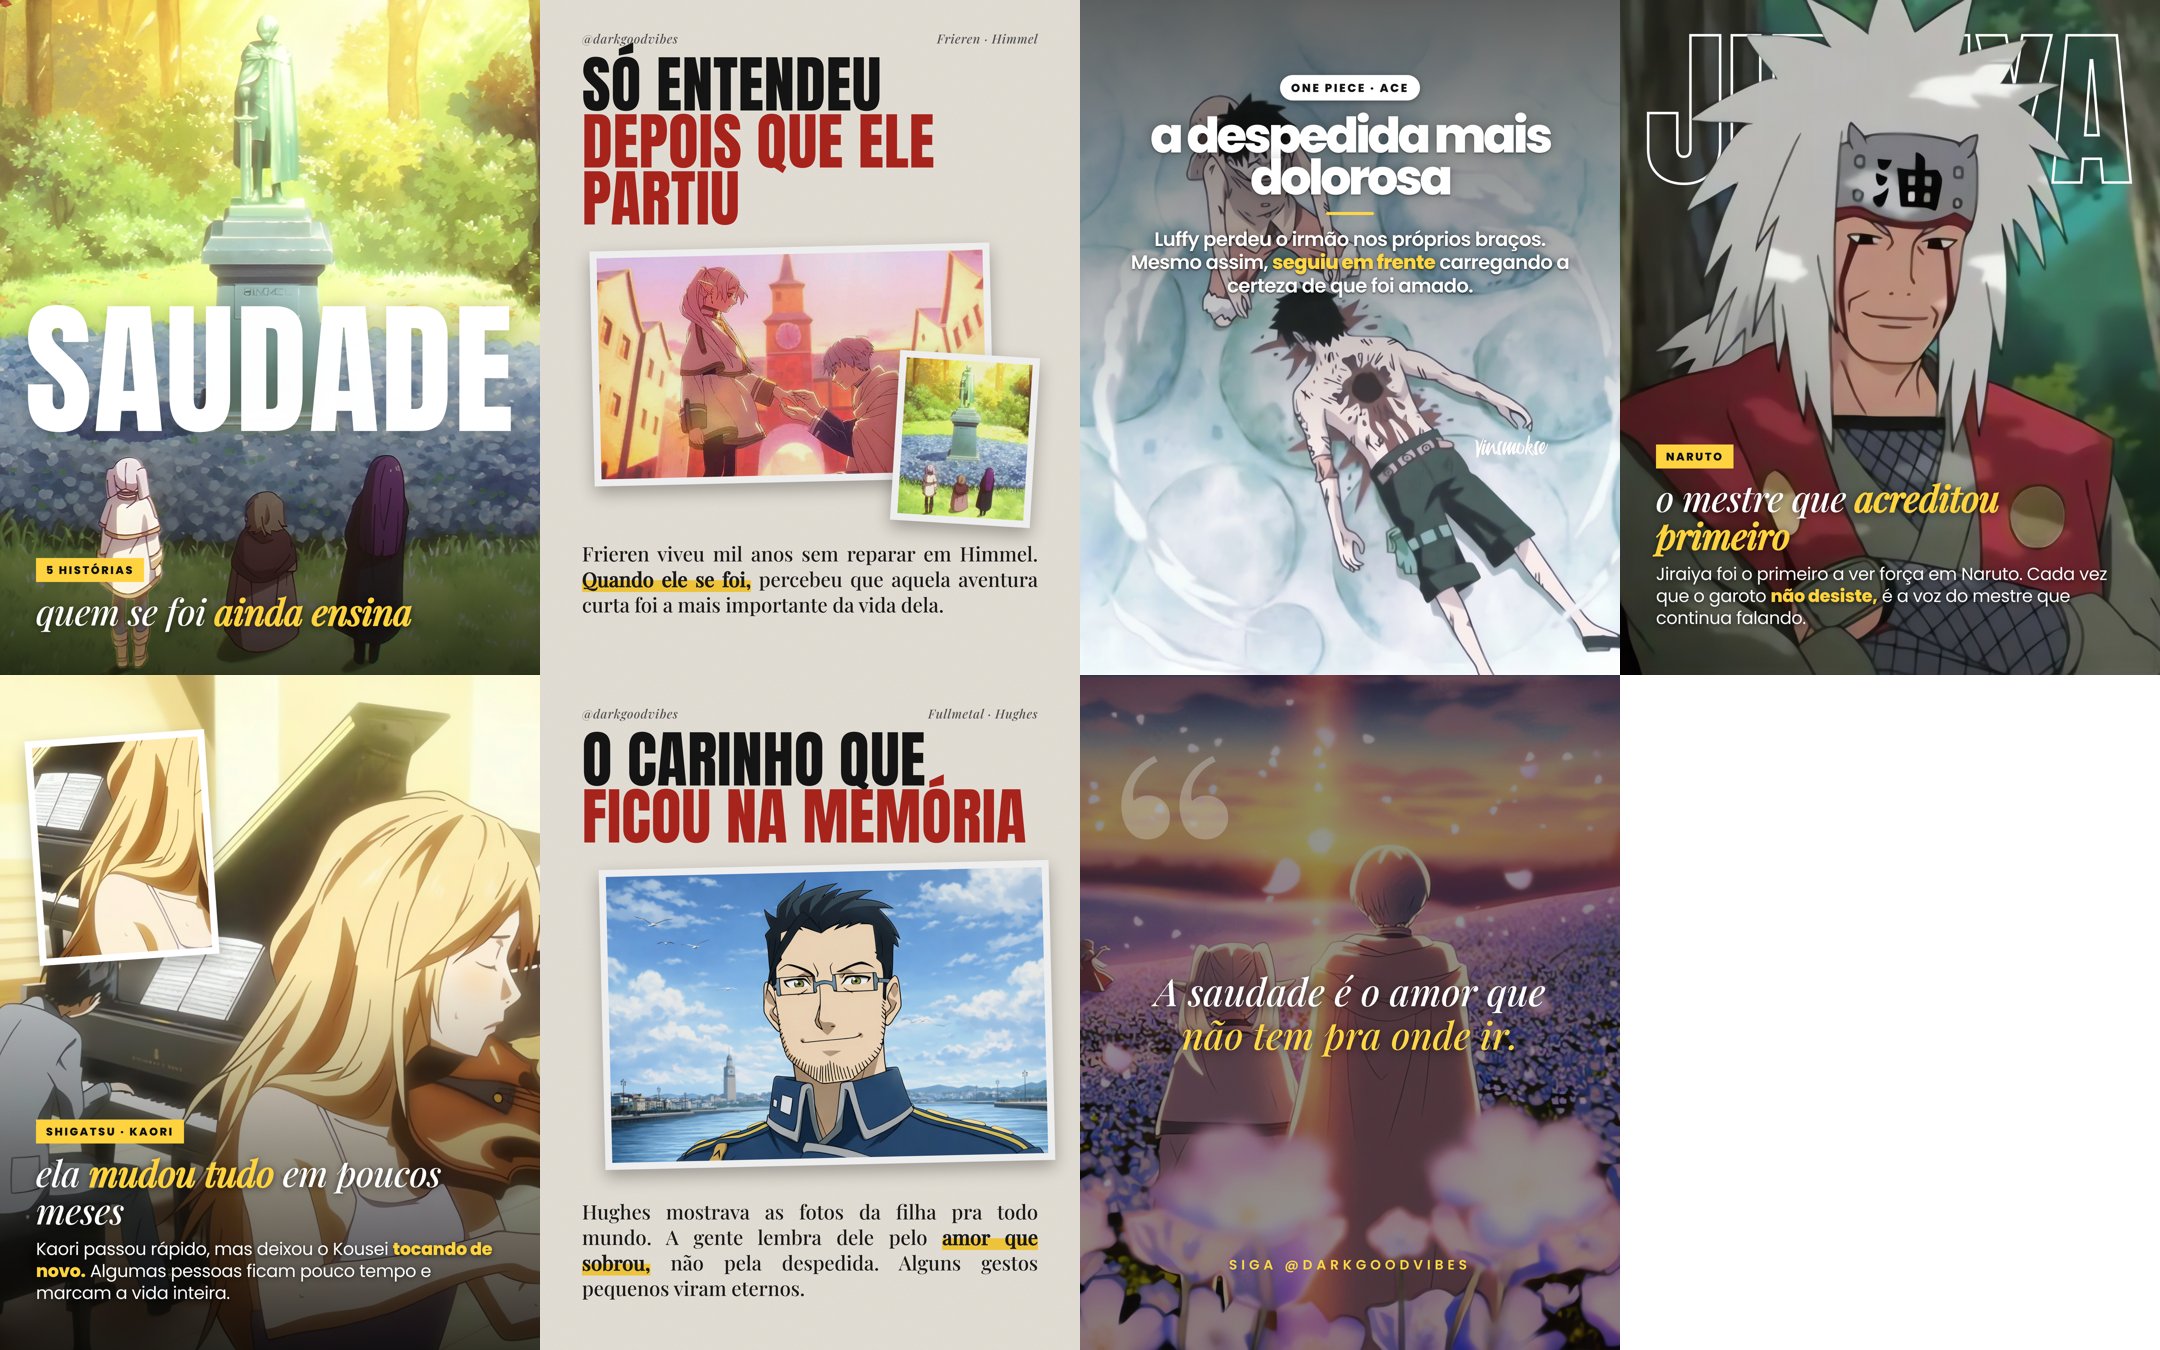 SAUDADE
5 HISTÓRIAS
quem se foi ainda ensina
@darkgoodvibes
Frieren · Himmel
SÓ ENTENDEU
DEPOIS QUE ELE
PARTIU
Frieren viveu mil anos sem reparar em Himmel.
Quando ele se foi, percebeu que aquela aventura
curta foi a mais importante da vida dela.
ONE PIECE · ACE
a despedida mais
dolorosa
Luffy perdeu o irmão nos próprios braços.
Mesmo assim, seguiu em frente carregando a
certeza de que foi amado.
Vinsmokse
油
NARUTO
o mestre que acreditou
primeiro
Jiraiya foi o primeiro a ver força em Naruto. Cada vez
que o garoto não desiste, é a voz do mestre que
continua falando.
SHIGATSU · KAORI
ela mudou tudo em poucos
meses
Kaori passou rápido, mas deixou o Kousei tocando de
novo. Algumas pessoas ficam pouco tempo e
marcam a vida inteira.
@darkgoodvibes
Fullmetal · Hughes
O CARINHO QUE
FICOU NA MEMÓRIA
Hughes mostrava as fotos da filha pra todo
mundo. A gente lembra dele pelo amor que
sobrou, não pela despedida. Alguns gestos
pequenos viram eternos.
“
A saudade é o amor que
não tem pra onde ir.
SIGA @DARKGOODVIBES